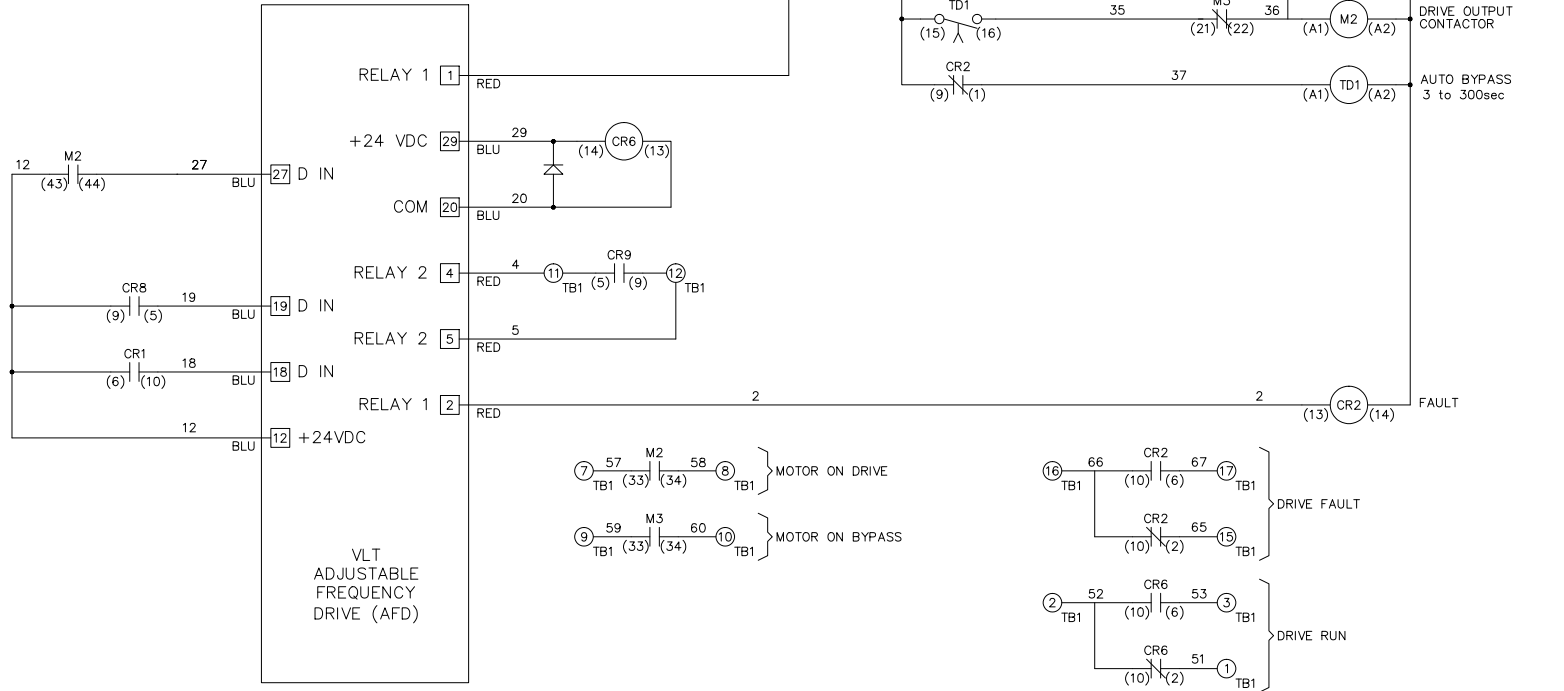 TD1
35
M3
36
(15)
(16)
(21)
(22)
(A1)
M2
(A2)
DRIVE OUTPUT
CONTACTOR
RELAY 1
1
RED
CR2
(9)
(1)
37
(A1)
TD1
(A2)
AUTO BYPASS
3 to 300sec
+24 VDC
29
29
BLU
(14)
CR6
(13)
12
M2
(43)
(44)
27
BLU
27
D IN
COM
20
20
BLU
RELAY 2
4
4
RED
11
TB1
CR9
(5)
(9)
12
TB1
CR8
(9)
(5)
19
BLU
19
D IN
RELAY 2
5
5
RED
CR1
(6)
(10)
18
BLU
18
D IN
RELAY 1
2
RED
2
2
(13)
CR2
(14)
FAULT
12
BLU
12
+24VDC
7
TB1
57
M2
(33)
(34)
58
8
TB1
MOTOR ON DRIVE
9
TB1
59
M3
(33)
(34)
60
10
TB1
MOTOR ON BYPASS
16
TB1
66
CR2
(10)
(6)
67
17
TB1
CR2
(10)
(2)
65
15
TB1
DRIVE FAULT
2
TB1
52
CR6
(10)
(6)
53
3
TB1
CR6
(10)
(2)
51
1
TB1
DRIVE RUN
VLT
ADJUSTABLE
FREQUENCY
DRIVE (AFD)